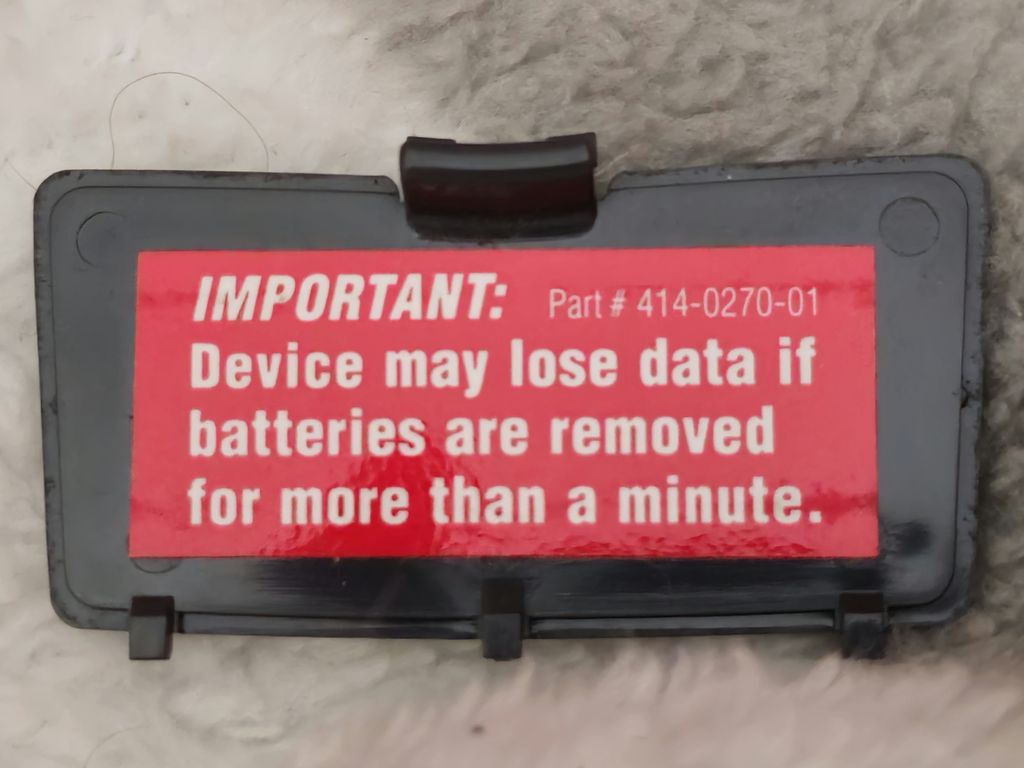 IMPORTANT: Part # 414-0270-01
Device may lose data if
batteries are removed
for more than a minute.